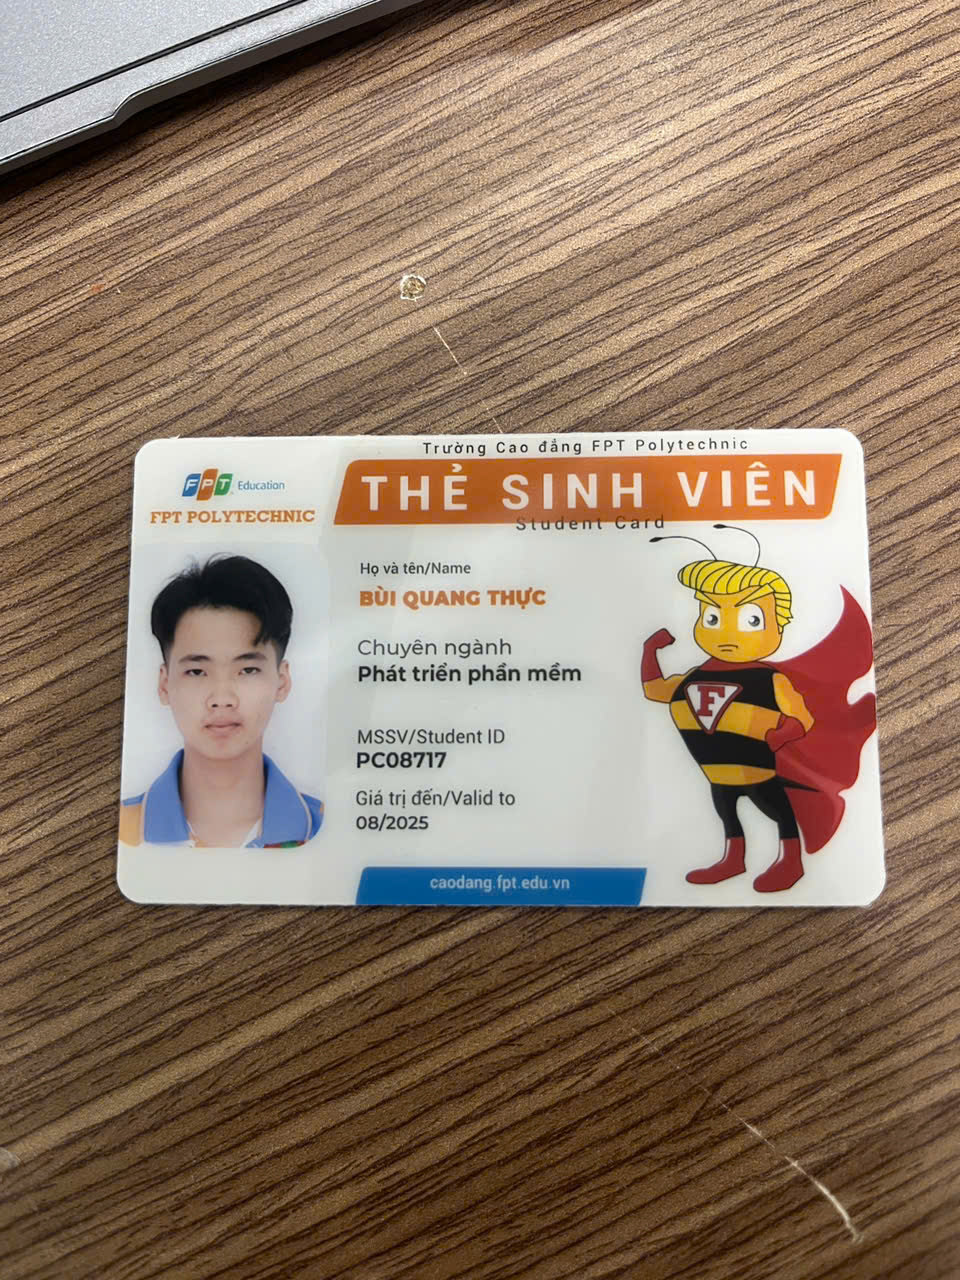 Trường Cao đẳng FPT Polytechnic
THẺ SINH VIÊN
Student Card
FPT Education
FPT POLYTECHNIC
Họ và tên/Name
BÙI QUANG THỰC
Chuyên ngành
Phát triển phần mềm
MSSV/Student ID
PC08717
Giá trị đến/Valid to
08/2025
F
caodang.fpt.edu.vn